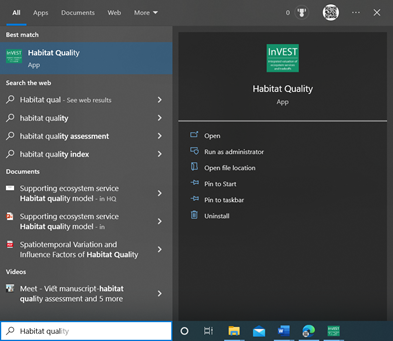 All Apps Documents Web More 0
Best match
Habitat Quality
App
Search the web
Habitat qual - See web results
habitat quality
habitat quality assessment
habitat quality index
Documents
Supporting ecosystem service
Habitat quality model - in HQ
Supporting ecosystem service
Habitat quality model - in
Spatiotemporal Variation and
Influence Factors of Habitat Quality
Videos
Meet - Viết manuscript-habitat
quality assessment and 5 more
Habitat quality
InVEST
Habitat Quality
App
Open
Run as administrator
Open file location
Pin to Start
Pin to taskbar
Uninstall
InVEST